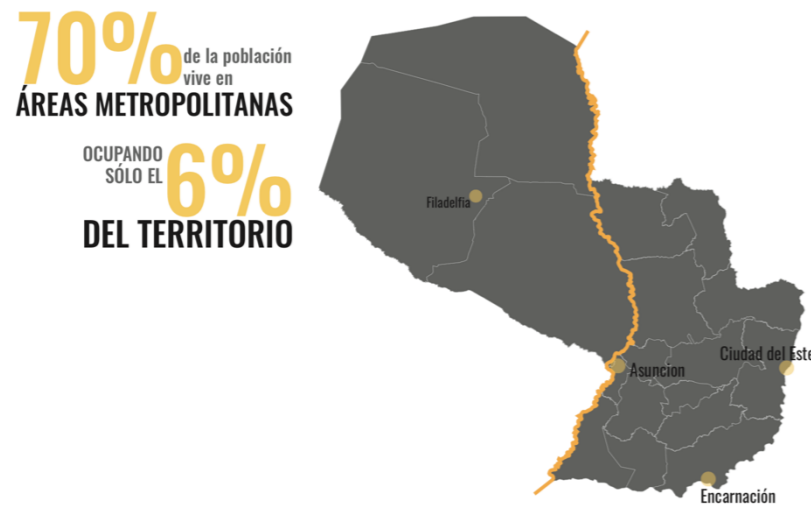 70% de la población
vive en
ÁREAS METROPOLITANAS
OCUPANDO
SÓLO EL 6%
DEL TERRITORIO
Filadelfia
Ciudad del Este
Asuncion
Encarnación